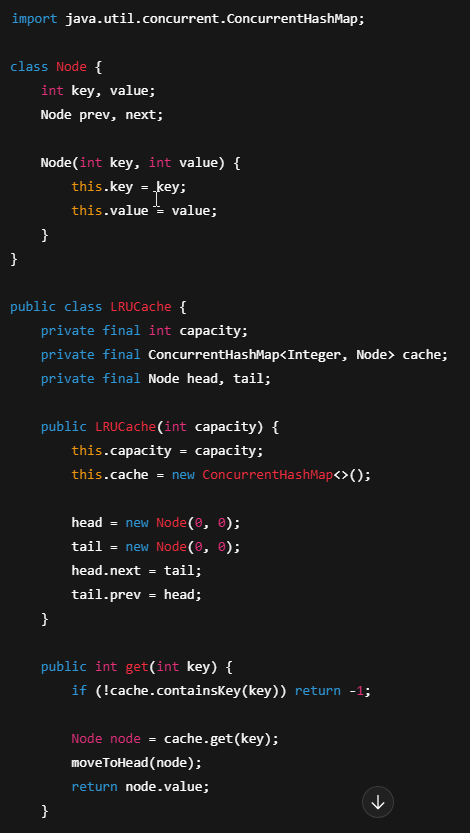 import java.util.concurrent.ConcurrentHashMap;
class Node {
    int key, value;
    Node prev, next;
    Node(int key, int value) {
        this.key = key;
        this.value = value;
    }
}
public class LRUCache {
    private final int capacity;
    private final ConcurrentHashMap<Integer, Node> cache;
    private final Node head, tail;
    public LRUCache(int capacity) {
        this.capacity = capacity;
        this.cache = new ConcurrentHashMap<>();
        head = new Node(0, 0);
        tail = new Node(0, 0);
        head.next = tail;
        tail.prev = head;
    }
    public int get(int key) {
        if (!cache.containsKey(key)) return -1;
        Node node = cache.get(key);
        moveToHead(node);
        return node.value;
    }